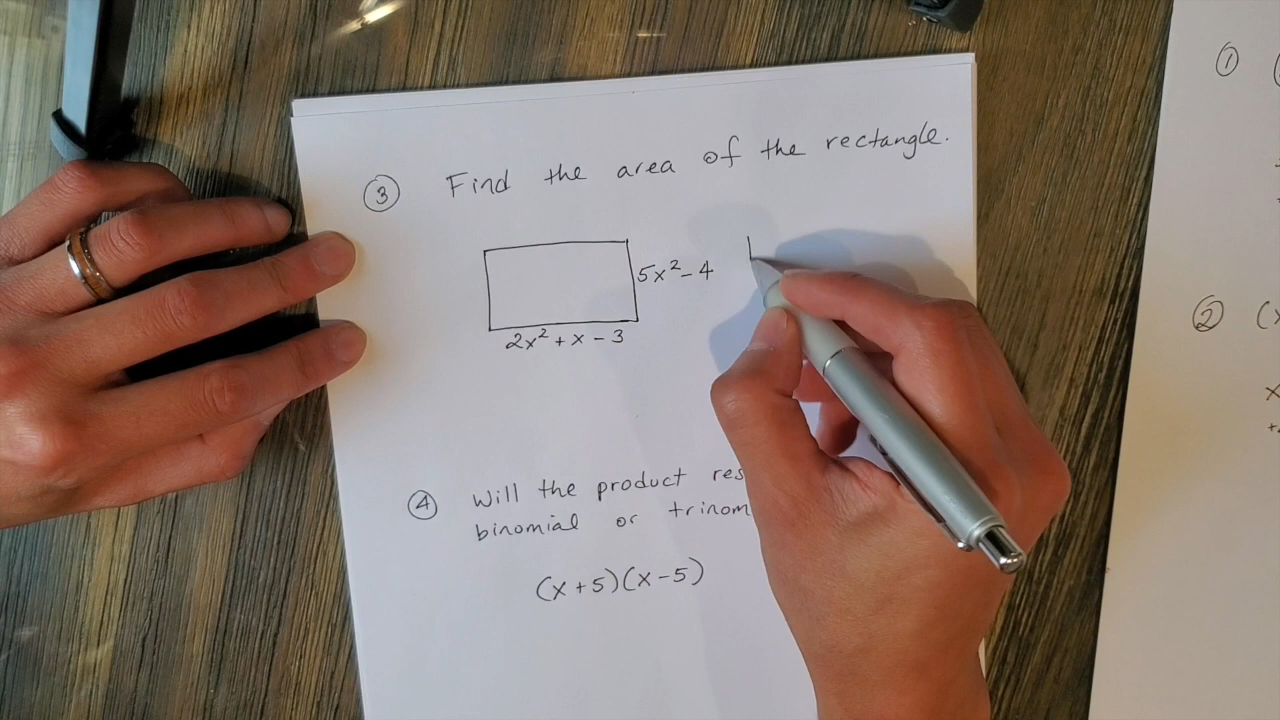 ③ Find the area of the rectangle.
5x² - 4
2x² + x - 3
④ Will the product
binomial or
(x + 5)(x - 5)
①
②